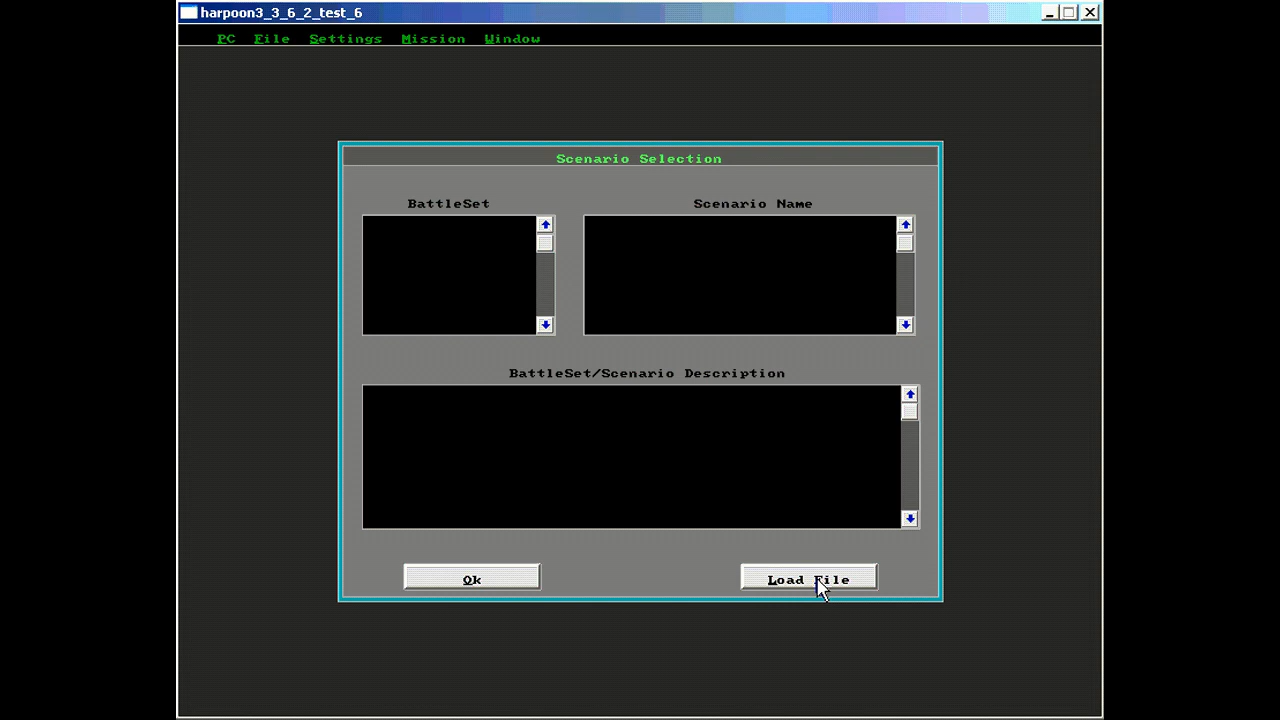 harpoon3_3_6_2_test_6
PC File Settings Mission Window
Scenario Selection
BattleSet Scenario Name
BattleSet/Scenario Description
Ok Load File